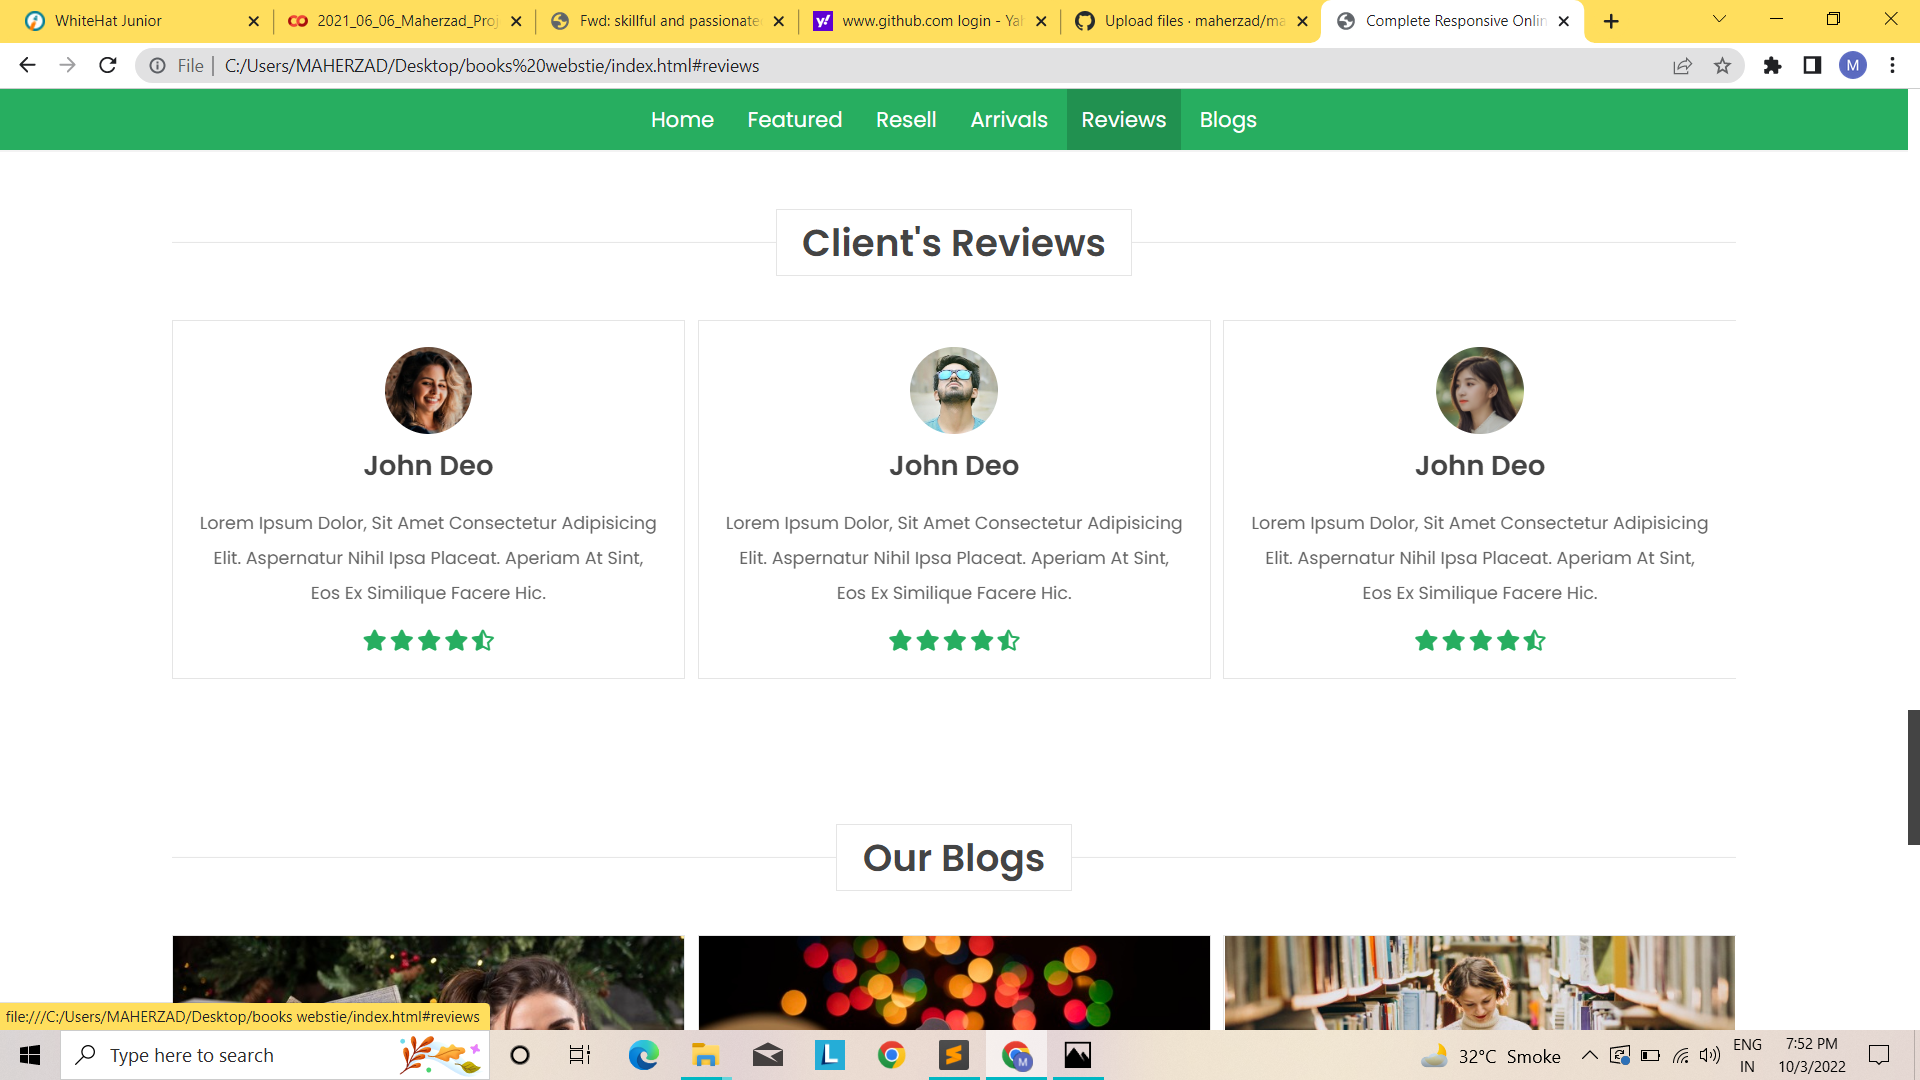 WhiteHat Junior
2021_06_06_Maherzad_Proj
Fwd: skillful and passionate
www.github.com login - Yah
Upload files · maherzad/ma
Complete Responsive Onlin
File
C:/Users/MAHERZAD/Desktop/books%20webstie/index.html#reviews
M
Home
Featured
Resell
Arrivals
Reviews
Blogs
Client's Reviews
John Deo
Lorem Ipsum Dolor, Sit Amet Consectetur Adipisicing
Elit. Aspernatur Nihil Ipsa Placeat. Aperiam At Sint,
Eos Ex Similique Facere Hic.
John Deo
Lorem Ipsum Dolor, Sit Amet Consectetur Adipisicing
Elit. Aspernatur Nihil Ipsa Placeat. Aperiam At Sint,
Eos Ex Similique Facere Hic.
John Deo
Lorem Ipsum Dolor, Sit Amet Consectetur Adipisicing
Elit. Aspernatur Nihil Ipsa Placeat. Aperiam At Sint,
Eos Ex Similique Facere Hic.
Our Blogs
file:///C:/Users/MAHERZAD/Desktop/books webstie/index.html#reviews
Type here to search
L
M
32°C Smoke
ENG
IN
7:52 PM
10/3/2022